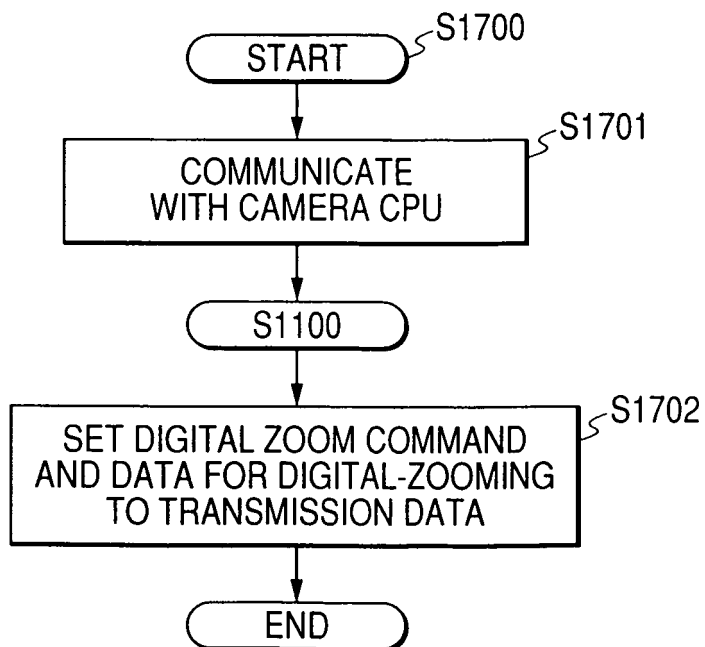 START
S1700
COMMUNICATE
WITH CAMERA CPU
S1701
S1100
SET DIGITAL ZOOM COMMAND
AND DATA FOR DIGITAL-ZOOMING
TO TRANSMISSION DATA
S1702
END